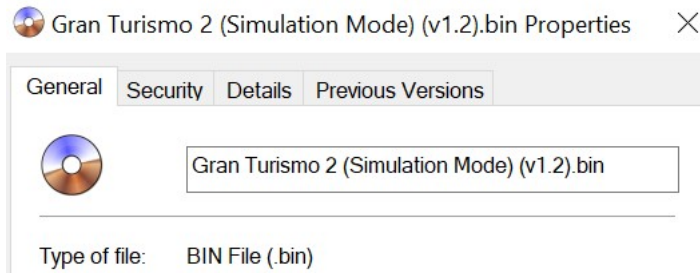 Gran Turismo 2 (Simulation Mode) (v1.2).bin Properties
General Security Details Previous Versions
Gran Turismo 2 (Simulation Mode) (v1.2).bin
Type of file: BIN File (.bin)